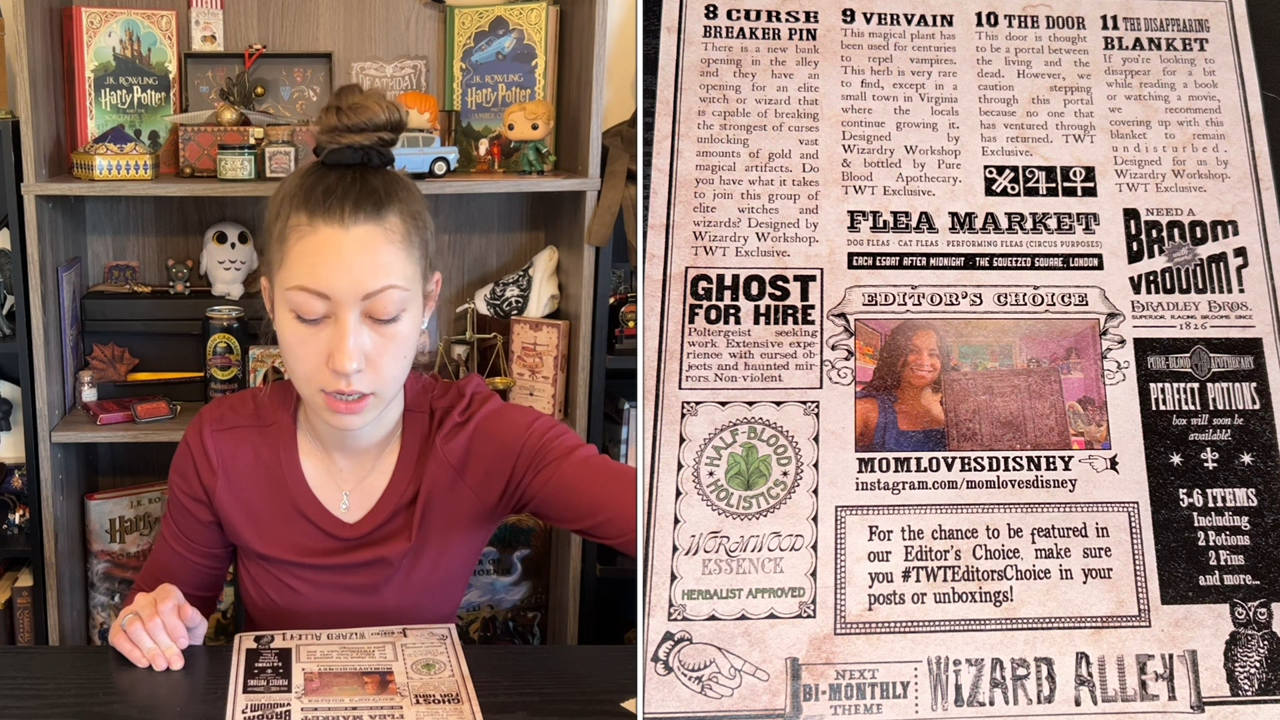 J.K. ROWLING
Harry Potter
J.K. ROWLING
Harry Potter
DEATHDAY
J.K. RO
Harry
WIZARD ALLEY
8 CURSE
BREAKER PIN
There is a new bank
opening in the alley
and they have an
opening for an elite
witch or wizard that
is capable of breaking
the strongest of curses
unlocking vast
amounts of gold and
magical artifacts. Do
you have what it takes
to join this group of
elite witches and
wizards? Designed by
Wizardry Workshop.
TWT Exclusive.
9 VERVAIN
This magical plant has
been used for centuries
to repel vampires.
This herb is very rare
to find, except in a
small town in Virginia
where the locals
continue growing it.
Designed by
Wizardry Workshop
& bottled by Pure
Blood Apothecary.
TWT Exclusive.
10 THE DOOR
This door is thought
to be a portal between
the living and the
dead. However, we
caution stepping
through this portal
because no one that
has ventured through
has returned. TWT
Exclusive.
11 THE DISAPPEARING
BLANKET
If you're looking to
disappear for a bit
while reading a book
or watching a movie,
we recommend
covering up with this
blanket to remain
undisturbed.
Designed for us by
Wizardry Workshop.
TWT Exclusive.
FLEA MARKET
DOG FLEAS · CAT FLEAS · PERFORMING FLEAS (CIRCUS PURPOSES)
EACH ESBAT AFTER MIDNIGHT - THE SQUEEZED SQUARE, LONDON
NEED A
BROOM
VROUOM?
BRADLEY BROS.
SUPERIOR RACING BROOMS SINCE
1826
GHOST
FOR HIRE
Poltergeist seeking
work. Extensive expe-
rience with cursed ob-
jects and haunted mir-
rors. Non-violent
EDITOR'S CHOICE
MOMLOVESDISNEY
instagram.com/momlovesdisney
PURE-BLOOD APOTHECARY
PERFECT POTIONS
box will soon be
available!
5-6 ITEMS
Including
2 Potions
2 Pins
and more...
HALF-BLOOD
HOLISTICS
WORMWOOD
ESSENCE
HERBALIST APPROVED
For the chance to be featured in
our Editor's Choice, make sure
you #TWTEditorsChoice in your
posts or unboxings!
NEXT
BI-MONTHLY
THEME
WIZARD ALLEY